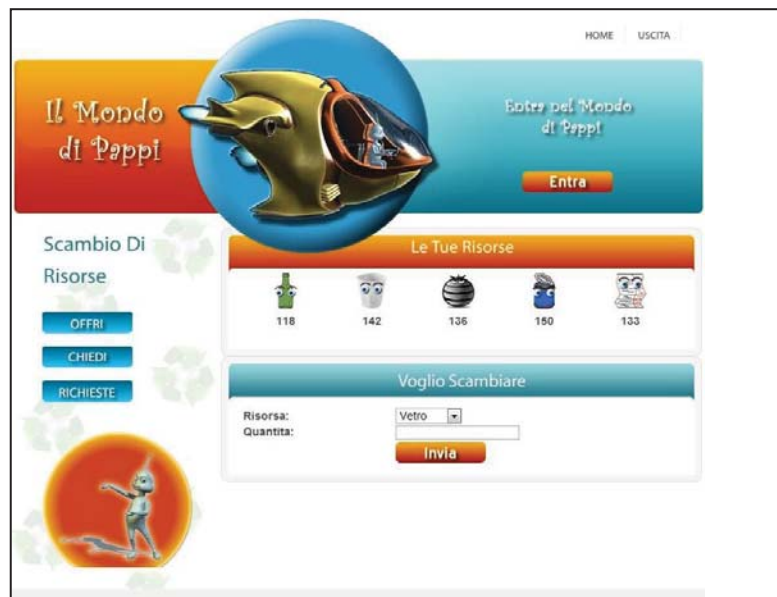 HOME USCITA
Il Mondo
di Pappi
Entra nel Mondo
di Pappi
Entra
Scambio Di
Risorse
OFFRI
CHIEDI
RICHIESTE
Le Tue Risorse
118 142 136 150 133
Voglio Scambiare
Risorsa: Vetro
Quantita:
Invia